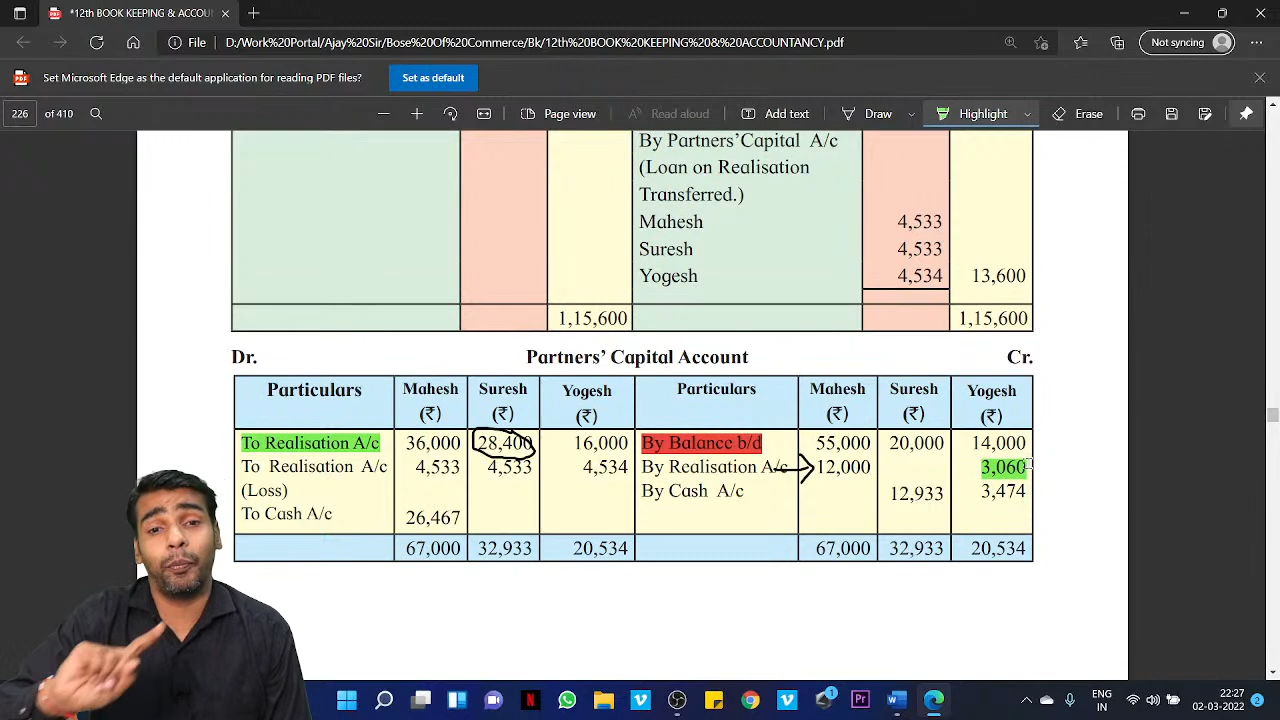 *12th BOOK KEEPING & ACCOU
File D:/Work%20Portal/Ajay%20Sir/Bose%20Of%20Commerce/Bk/12th%20BOOK%20KEEPING%20&%20ACCOUNTANCY.pdf
Not syncing
Set Microsoft Edge as the default application for reading PDF files? Set as default
226 of 410 Page view Read aloud Add text Draw Highlight Erase
By Partners'Capital A/c
(Loan on Realisation
Transferred.)
Mahesh 4,533
Suresh 4,533
Yogesh 4,534 13,600
1,15,600 1,15,600
Dr. Partners' Capital Account Cr.
Particulars Mahesh Suresh Yogesh Particulars Mahesh Suresh Yogesh
(₹) (₹) (₹) (₹) (₹) (₹)
To Realisation A/c 36,000 28,400 16,000 By Balance b/d 55,000 20,000 14,000
To Realisation A/c 4,533 4,533 4,534 By Realisation A/c 12,000 3,060
(Loss) By Cash A/c 12,933 3,474
To Cash A/c 26,467
67,000 32,933 20,534 67,000 32,933 20,534
ENG 22:27
IN 02-03-2022 2